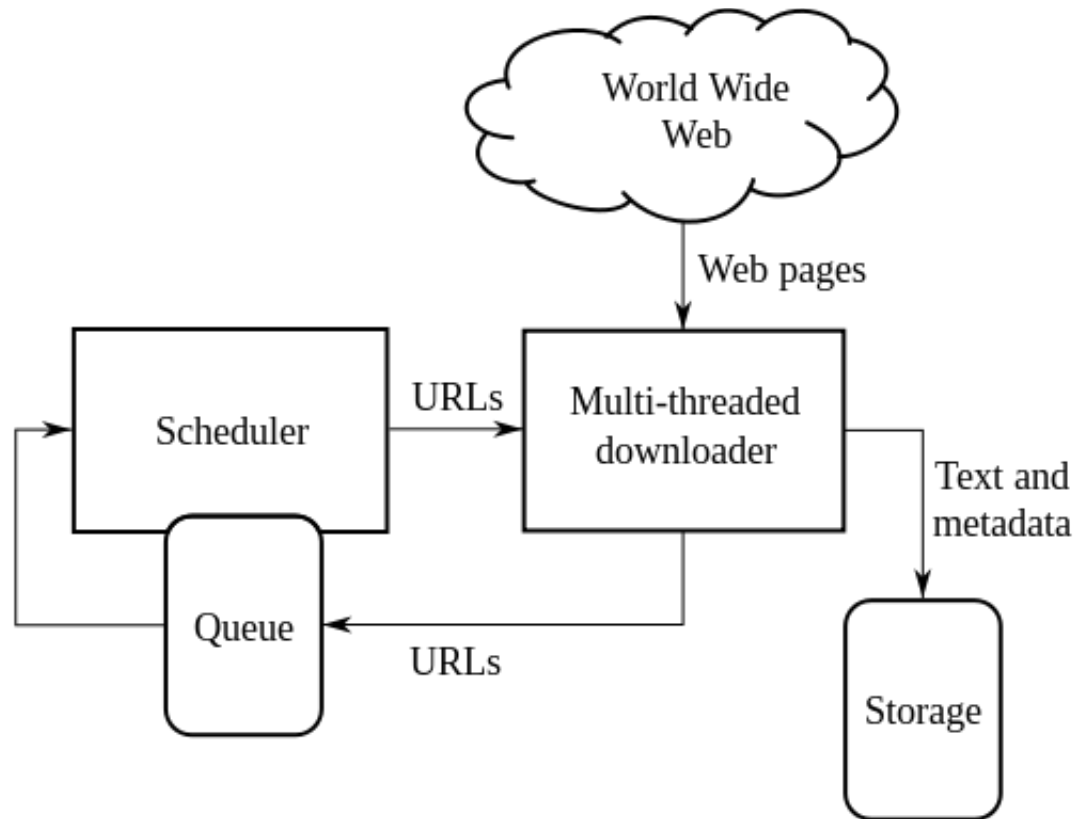 World Wide
Web
Web pages
URLs
Multi-threaded
downloader
Scheduler
Text and
metadata
Queue
URLs
Storage